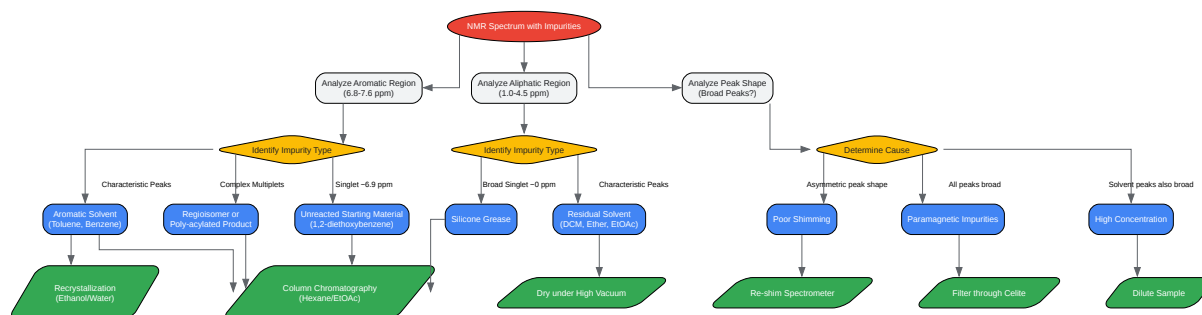 NMR Spectrum with Impurities
Analyze Aromatic Region
(6.8-7.6 ppm)
Analyze Aliphatic Region
(1.0-4.5 ppm)
Analyze Peak Shape
(Broad Peaks?)
Identify Impurity Type
Identify Impurity Type
Determine Cause
Characteristic Peaks
Complex Multiplets
Singlet ~6.9 ppm
Broad Singlet ~0 ppm
Characteristic Peaks
Asymmetric peak shape
All peaks broad
Solvent peaks also broad
Aromatic Solvent
(Toluene, Benzene)
Regioisomer or
Poly-acylated Product
Unreacted Starting Material
(1,2-diethoxybenzene)
Silicone Grease
Residual Solvent
(DCM, Ether, EtOAc)
Poor Shimming
Paramagnetic Impurities
High Concentration
Recrystallization
(Ethanol/Water)
Column Chromatography
(Hexane/EtOAc)
Dry under High Vacuum
Re-shim Spectrometer
Filter through Celite
Dilute Sample